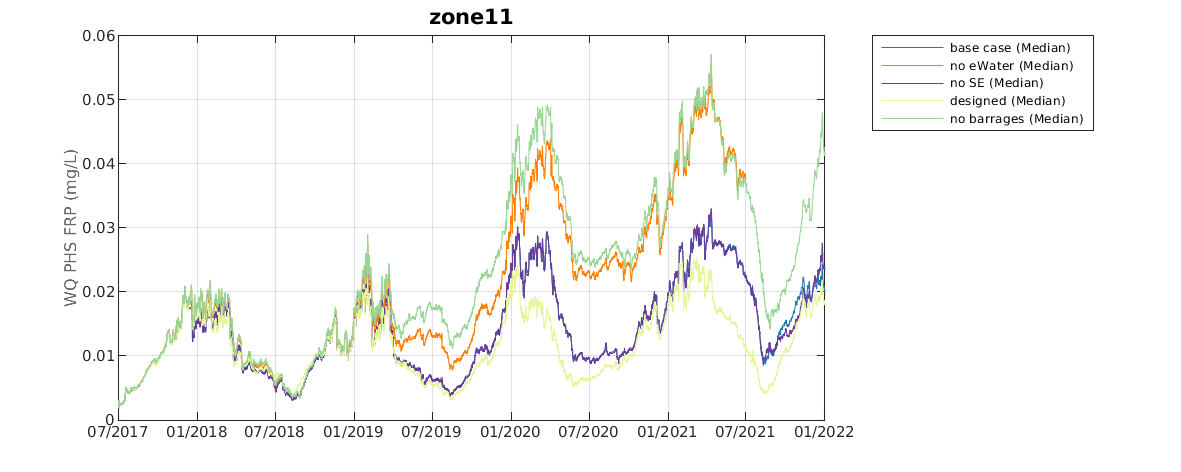 zone11
WQ PHS FRP (mg/L)
0.06
0.05
0.04
0.03
0.02
0.01
0
07/2017 01/2018 07/2018 01/2019 07/2019 01/2020 07/2020 01/2021 07/2021 01/2022
base case (Median)
no eWater (Median)
no SE (Median)
designed (Median)
no barrages (Median)